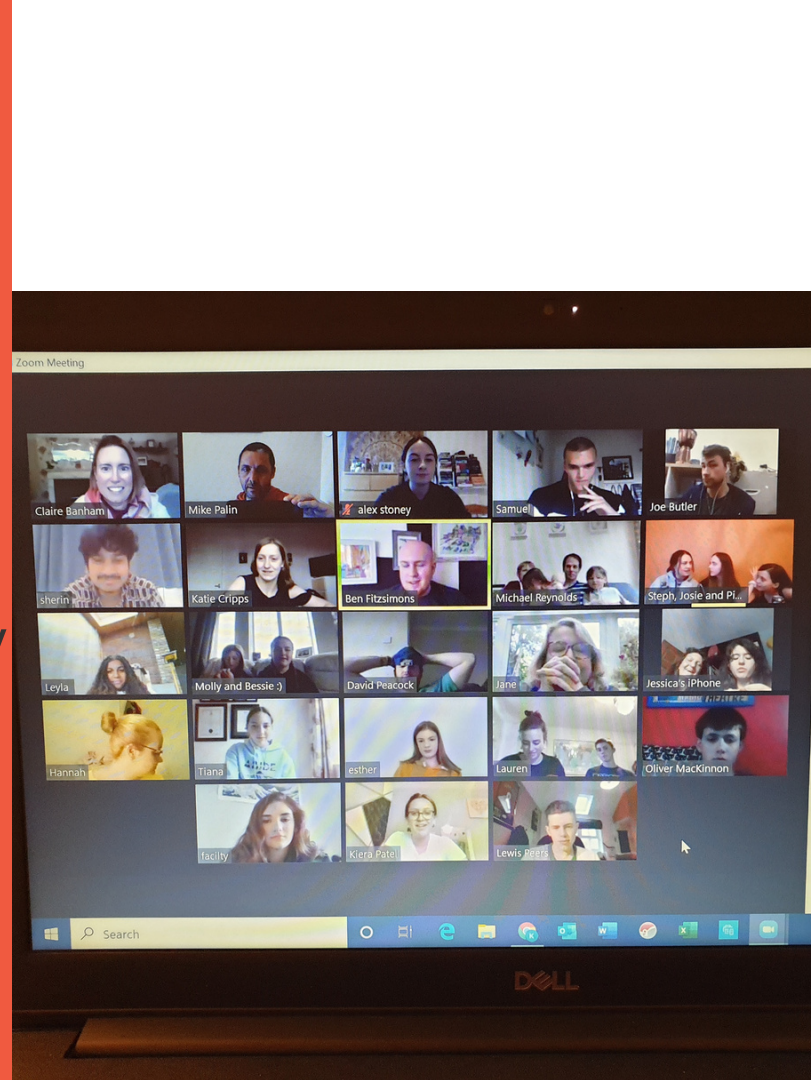 Zoom Meeting
Claire Banham
Mike Palin
alex stoney
Samuel
Joe Butler
sherin
Katie Cripps
Ben Fitzsimons
Michael Reynolds
Steph, Josie and Pi...
Leyla
Molly and Bessie :)
David Peacock
Jane
Jessica's iPhone
Hannah
Tiana
esther
Lauren
Oliver MacKinnon
facilty
Kiera Patel
Lewis Peers
Search
DELL